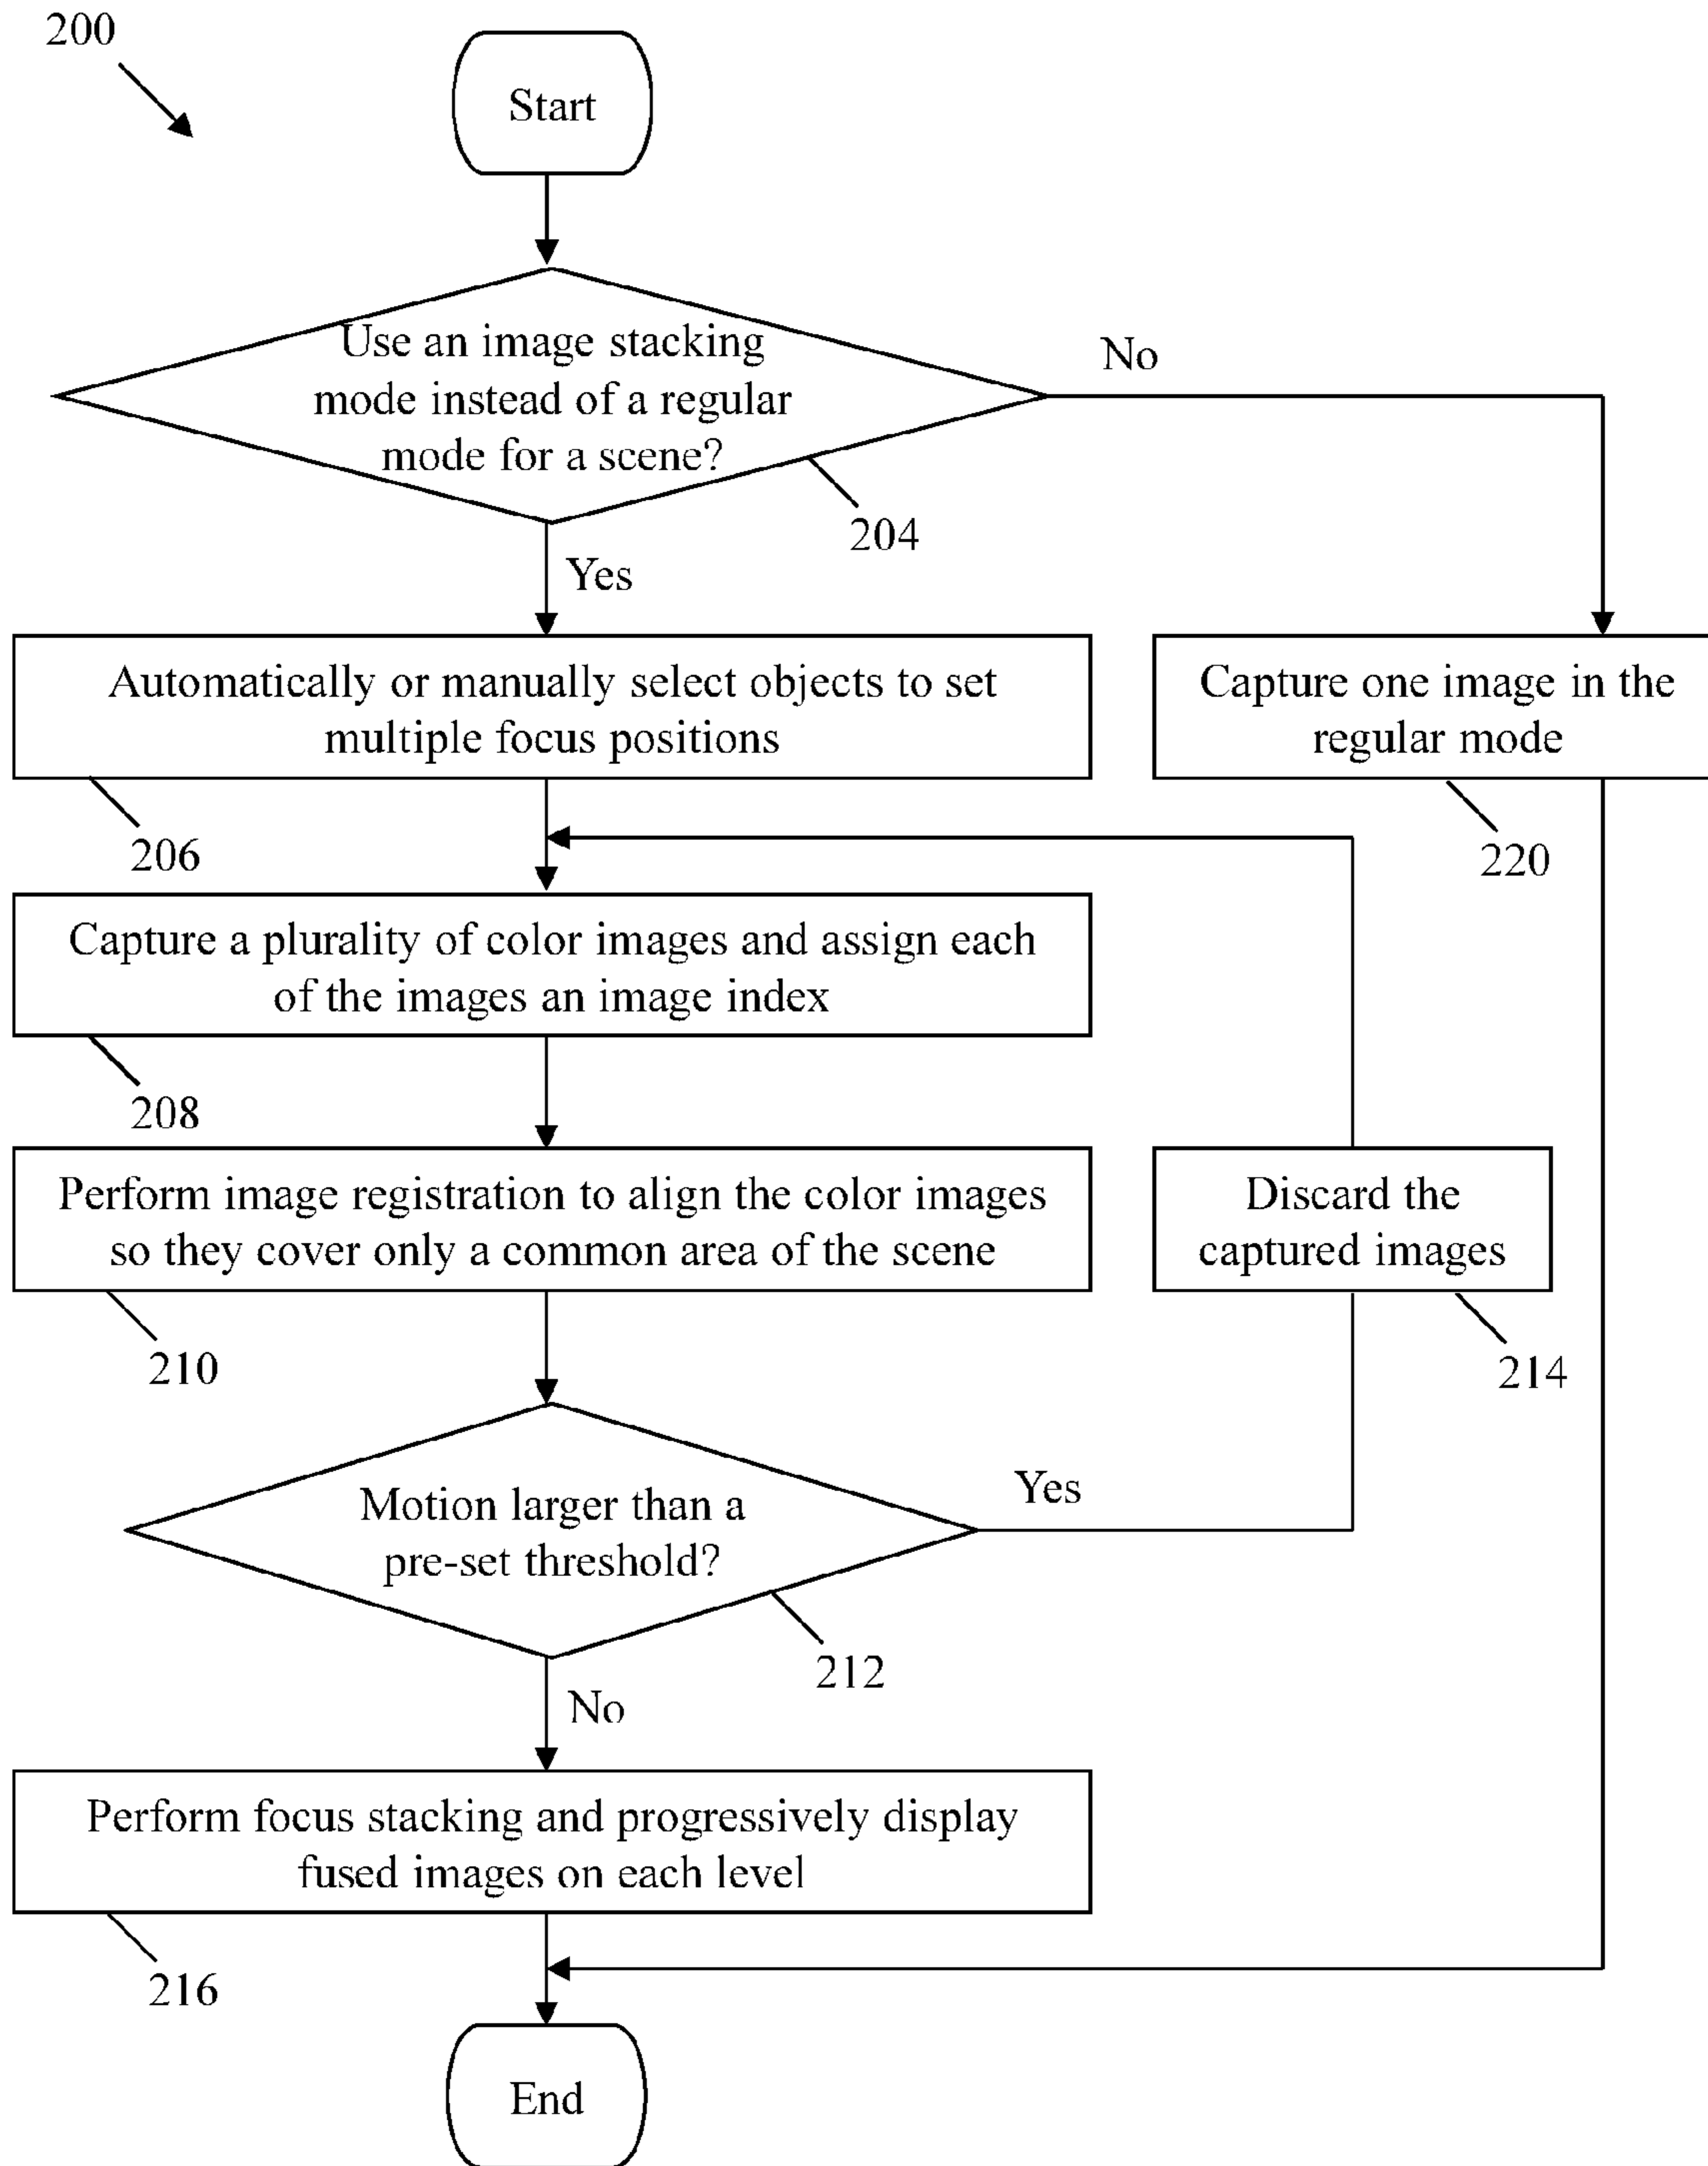 200
Start
Use an image stacking
mode instead of a regular
mode for a scene?
No
204
Yes
Automatically or manually select objects to set
multiple focus positions
Capture one image in the
regular mode
206
220
Capture a plurality of color images and assign each
of the images an image index
208
Perform image registration to align the color images
so they cover only a common area of the scene
Discard the
captured images
210
214
Motion larger than a
pre-set threshold?
Yes
212
No
Perform focus stacking and progressively display
fused images on each level
216
End